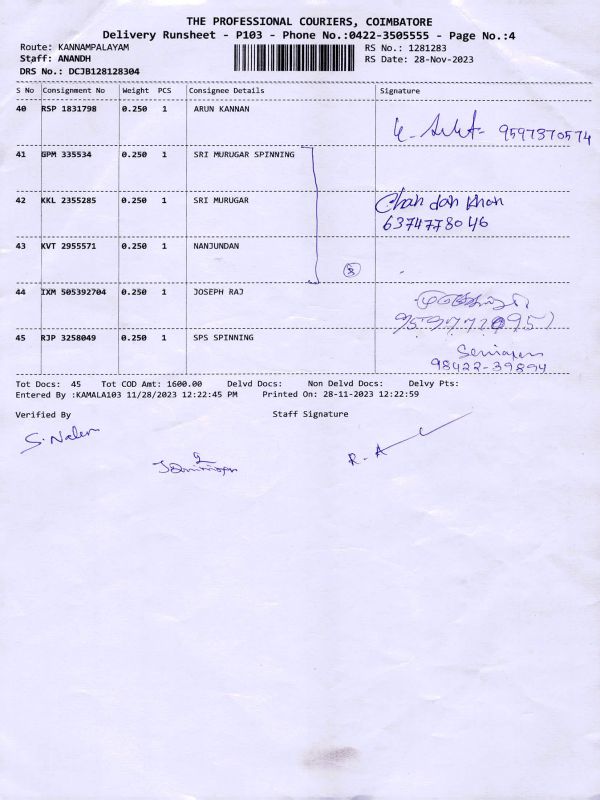 THE PROFESSIONAL COURIERS, COIMBATORE
Delivery Runsheet - P103 - Phone No.:0422-3505555 - Page No.:4
Route: KANNAMPALAYAM RS No.: 1281283
Staff: ANANDH RS Date: 28-Nov-2023
DRS No.: DCJB128128304
S No Consignment No Weight PCS Consignee Details Signature
40 RSP 1831798 0.250 1 ARUN KANNAN
9597370574
41 GPM 335534 0.250 1 SRI MURUGAR SPINNING
42 KKL 2355285 0.250 1 SRI MURUGAR Chandan Khan
6374778046
43 KVT 2955571 0.250 1 NANJUNDAN
44 IXM 505392704 0.250 1 JOSEPH RAJ
45 RJP 3258049 0.250 1 SPS SPINNING
98422-39894
Tot Docs: 45 Tot COD Amt: 1600.00 Delvd Docs: Non Delvd Docs: Delvy Pts:
Entered By :KAMALA103 11/28/2023 12:22:45 PM Printed On: 28-11-2023 12:22:59
Verified By Staff Signature
R-A